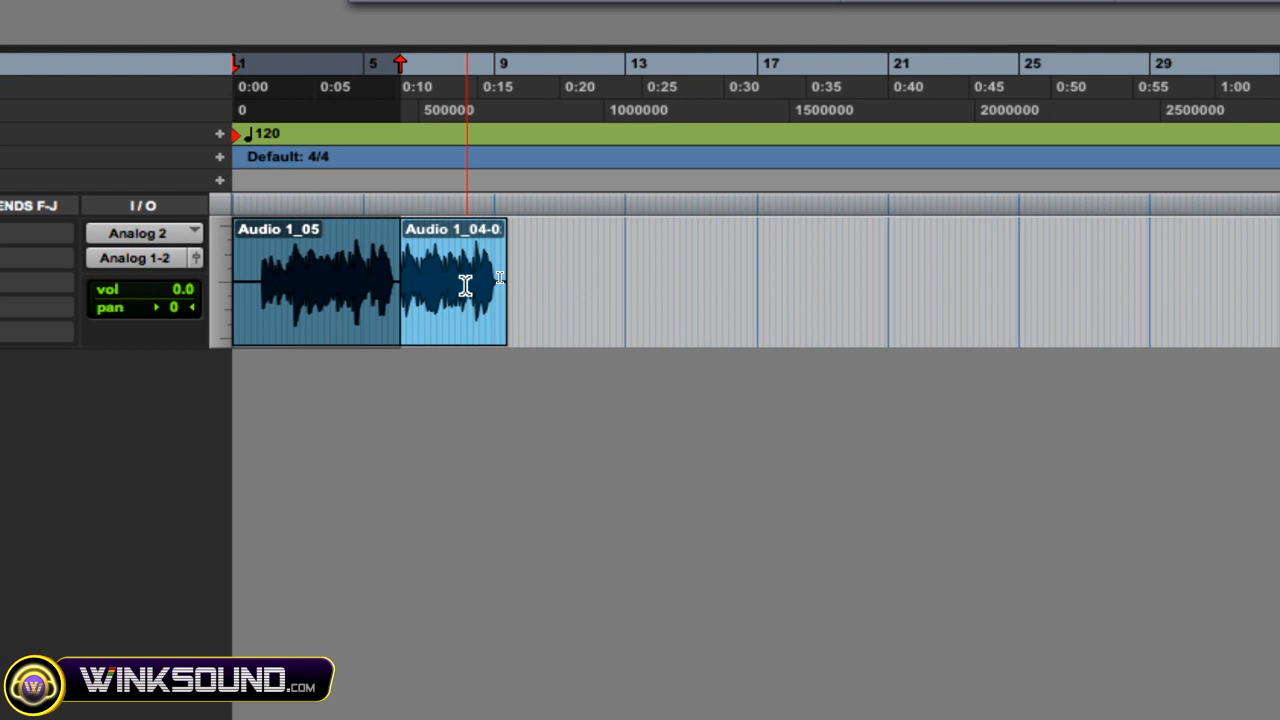 1 5 9 13 17 21 25 29
0:00 0:05 0:10 0:15 0:20 0:25 0:30 0:35 0:40 0:45 0:50 0:55 1:00
0 500000 1000000 1500000 2000000 2500000
+ 120
+ Default: 4/4
+
ENDS F-J I / O
Analog 2 Audio 1_05 Audio 1_04-0
Analog 1-2
vol 0.0
pan 0
WINKSOUND.COM